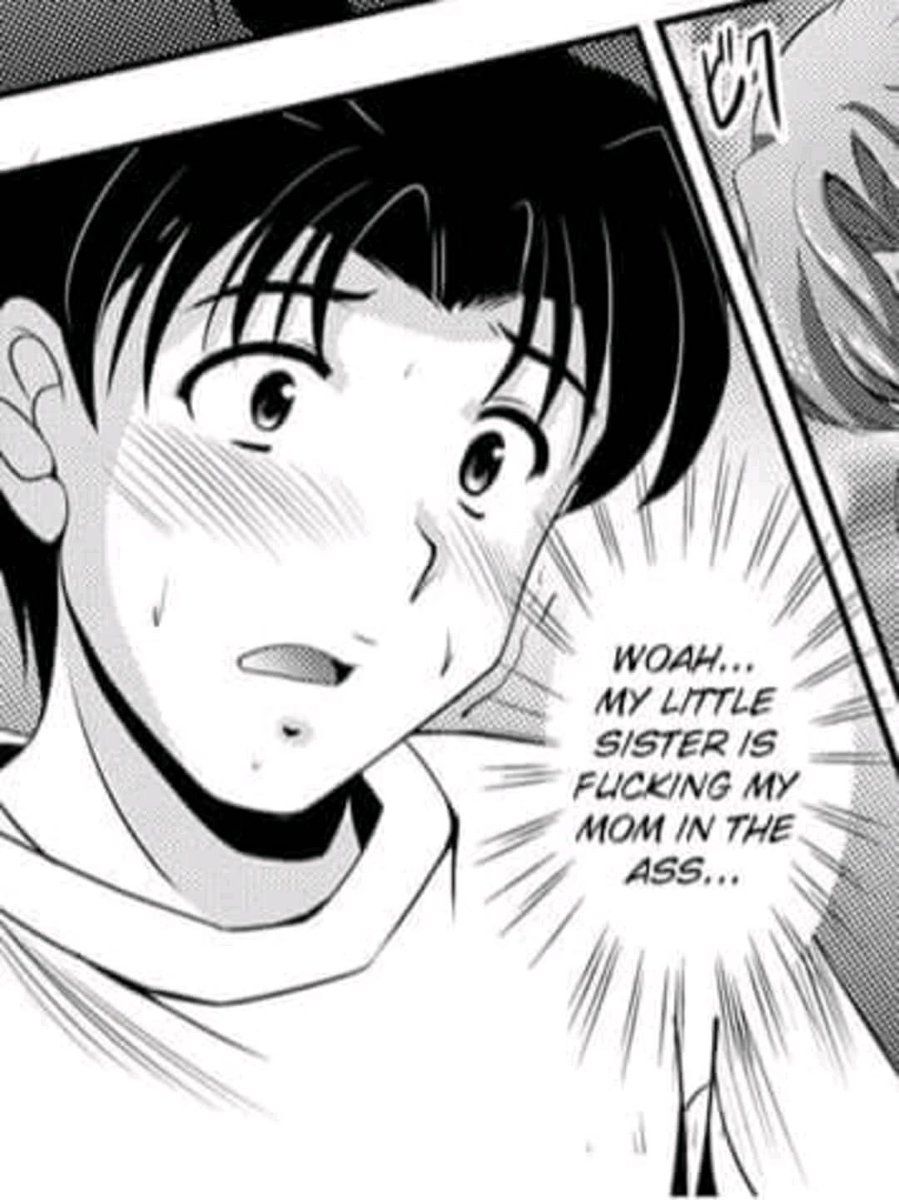 ビク
WOAH...
MY LITTLE
SISTER IS
FUCKING MY
MOM IN THE
ASS...